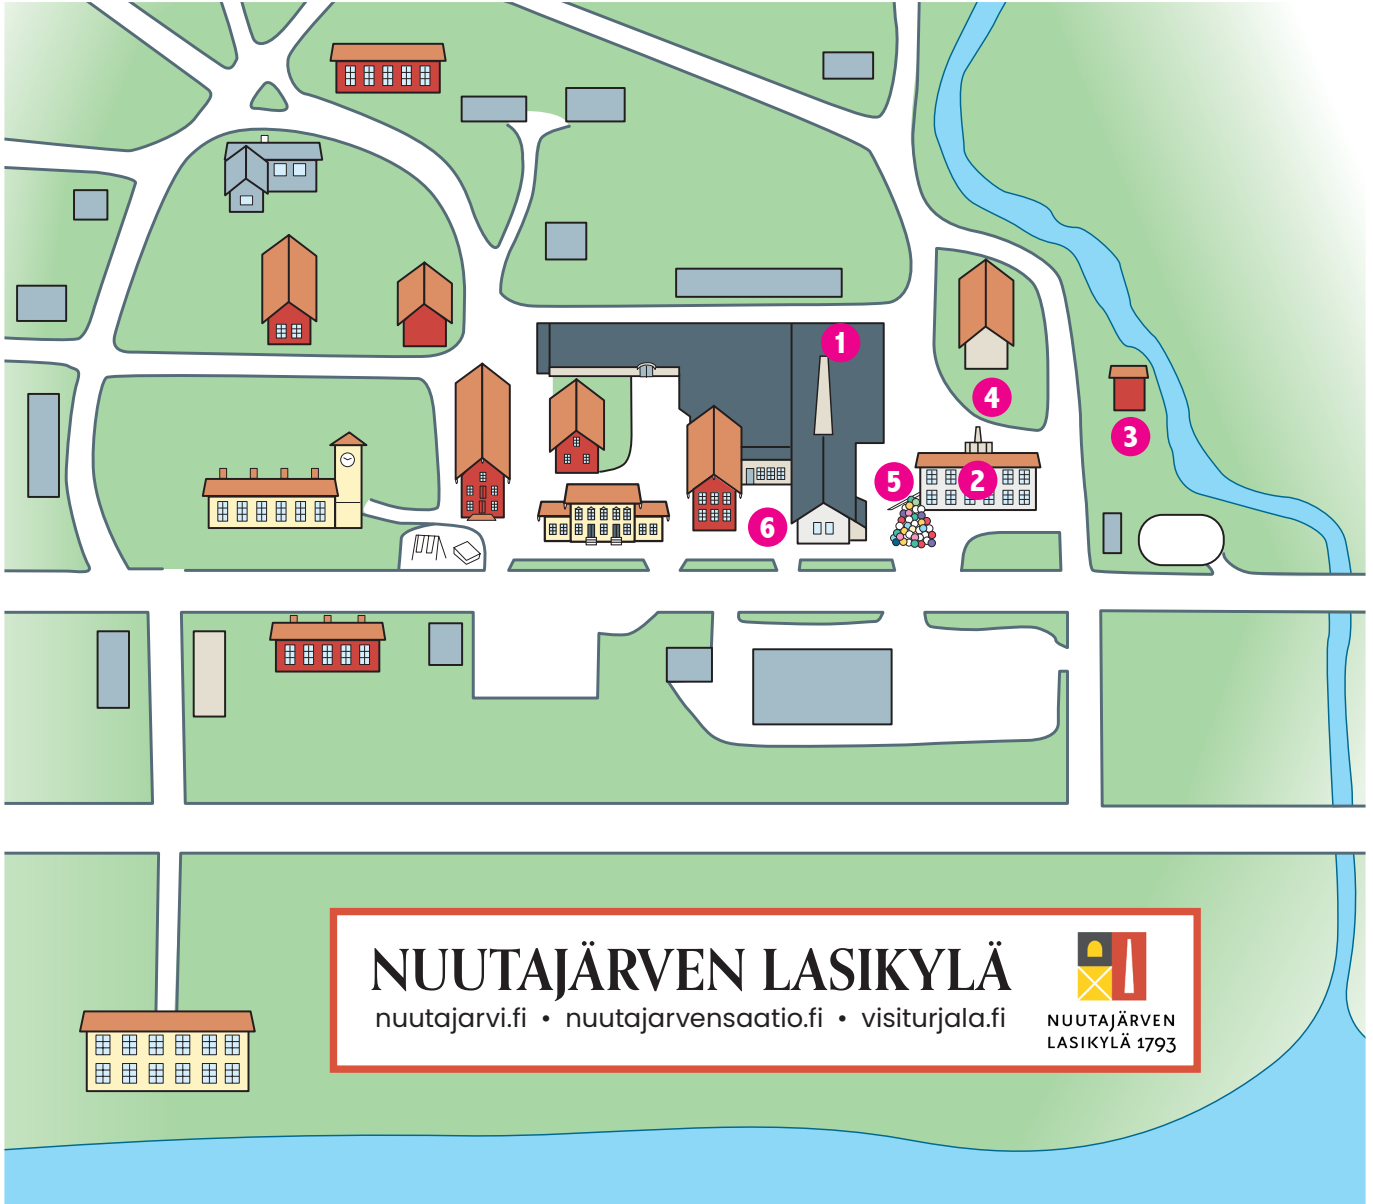 1
4
3
2
5
6
NUUTAJÄRVEN LASIKYLÄ
nuutajarvi.fi • nuutajarvensaatio.fi • visiturjala.fi
NUUTAJÄRVEN
LASIKYLÄ 1793